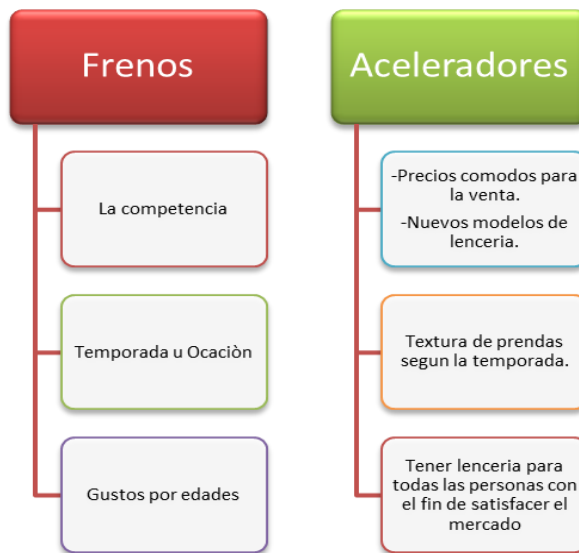 Frenos
La competencia
Temporada u Ocaciòn
Gustos por edades
Aceleradores
-Precios comodos para
la venta.
-Nuevos modelos de
lenceria.
Textura de prendas
segun la temporada.
Tener lenceria para
todas las personas con
el fin de satisfacer el
mercado